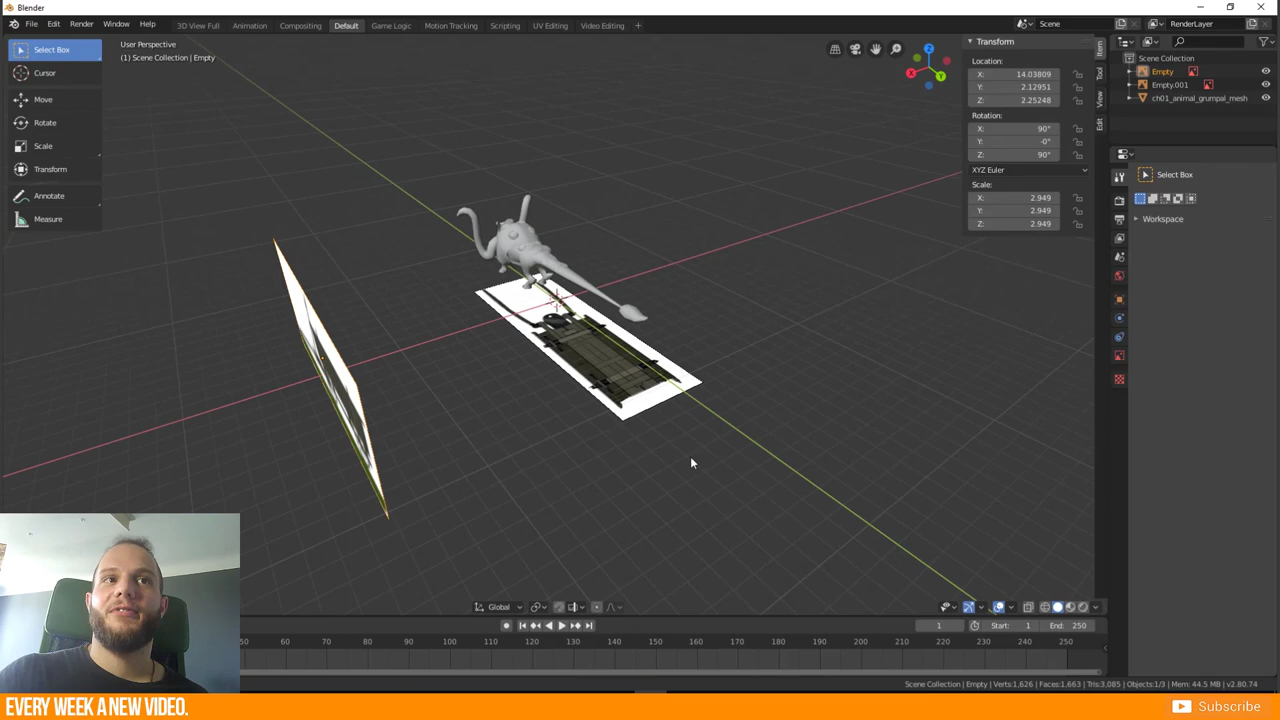 Blender
File Edit Render Window Help
3D View Full Animation Compositing Default Game Logic Motion Tracking Scripting UV Editing Video Editing +
Scene
RenderLayer
Select Box
Cursor
Move
Rotate
Scale
Transform
Annotate
Measure
User Perspective
(1) Scene Collection | Empty
Z
X
Y
Transform
Location:
X: 14.03809
Y: 2.12951
Z: 2.25248
Rotation:
X: 90°
Y: -0°
Z: 90°
XYZ Euler
Scale:
X: 2.949
Y: 2.949
Z: 2.949
Item
Tool
View
Edit
Scene Collection
Empty
Empty.001
ch01_animal_grumpal_mesh
Select Box
Workspace
Global
1
Start: 1
End: 250
50 60 70 80 90 100 110 120 130 140 150 160 170 180 190 200 210 220 230 240 250
Scene Collection | Empty | Verts:1,626 | Faces:1,663 | Tris:3,085 | Objects:1/3 | Mem: 44.5 MB | v2.80.74
EVERY WEEK A NEW VIDEO.
Subscribe